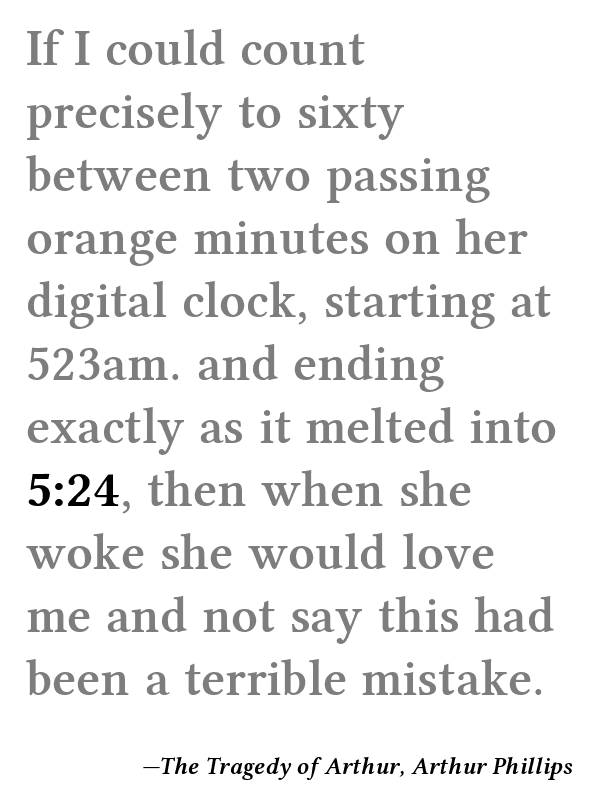 If I could count
precisely to sixty
between two passing
orange minutes on her
digital clock, starting at
523am. and ending
exactly as it melted into
5:24, then when she
woke she would love
me and not say this had
been a terrible mistake.
—The Tragedy of Arthur, Arthur Phillips